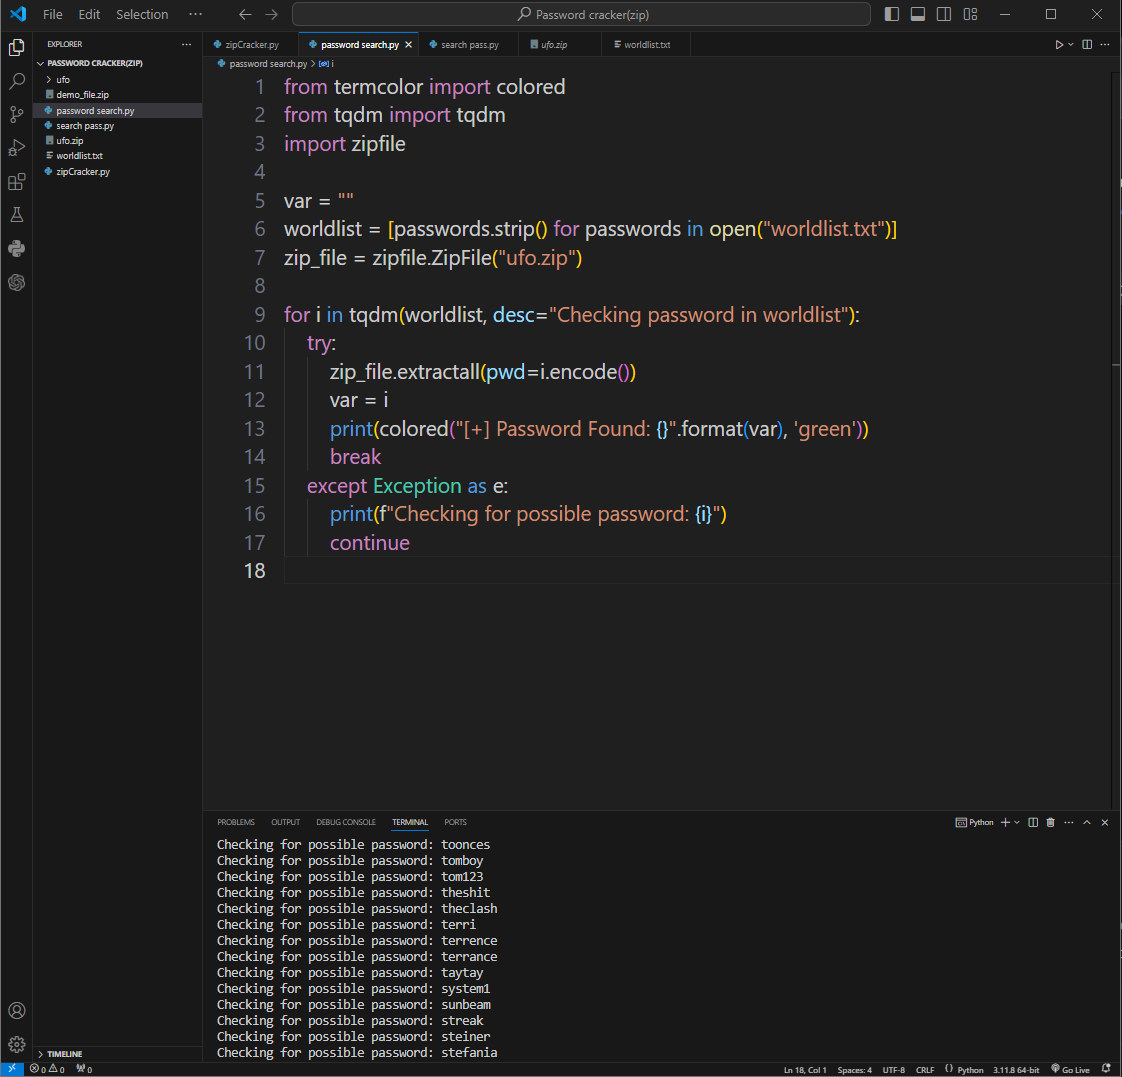 File Edit Selection ··· Password cracker(zip)
EXPLORER ···
PASSWORD CRACKER(ZIP)
ufo
demo_file.zip
password search.py
search pass.py
ufo.zip
worldlist.txt
zipCracker.py
TIMELINE
zipCracker.py password search.py search pass.py ufo.zip worldlist.txt
password search.py > i
1 from termcolor import colored
2 from tqdm import tqdm
3 import zipfile
4
5 var = ""
6 worldlist = [passwords.strip() for passwords in open("worldlist.txt")]
7 zip_file = zipfile.ZipFile("ufo.zip")
8
9 for i in tqdm(worldlist, desc="Checking password in worldlist"):
10 try:
11 zip_file.extractall(pwd=i.encode())
12 var = i
13 print(colored("[+] Password Found: {}".format(var), 'green'))
14 break
15 except Exception as e:
16 print(f"Checking for possible password: {i}")
17 continue
18
PROBLEMS OUTPUT DEBUG CONSOLE TERMINAL PORTS Python
Checking for possible password: toonces
Checking for possible password: tomboy
Checking for possible password: tom123
Checking for possible password: theshit
Checking for possible password: theclash
Checking for possible password: terri
Checking for possible password: terrence
Checking for possible password: terrance
Checking for possible password: taytay
Checking for possible password: system1
Checking for possible password: sunbeam
Checking for possible password: streak
Checking for possible password: steiner
Checking for possible password: stefania
0 0 0 Ln 18, Col 1 Spaces: 4 UTF-8 CRLF {} Python 3.11.8 64-bit Go Live